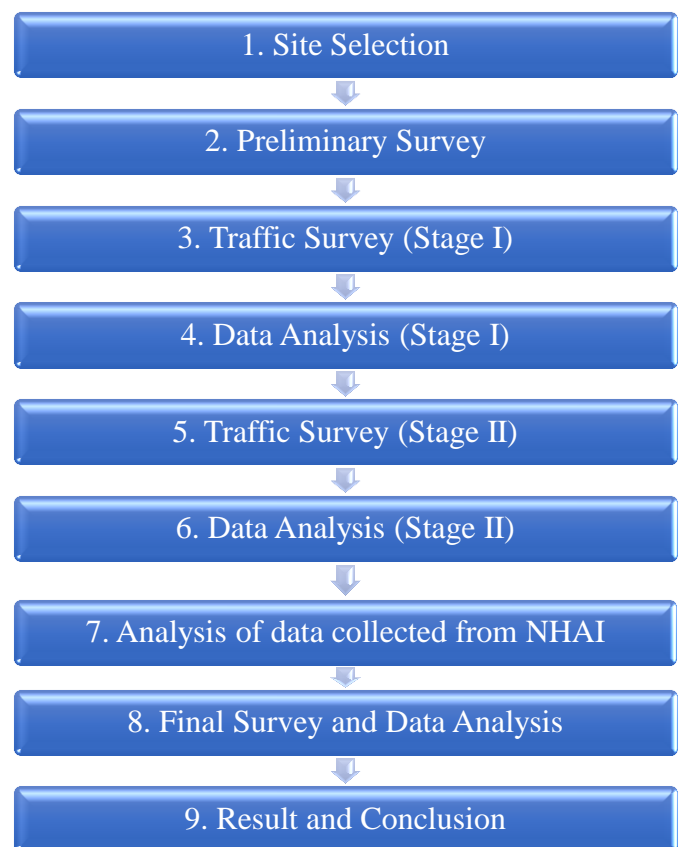 1. Site Selection
2. Preliminary Survey
3. Traffic Survey (Stage I)
4. Data Analysis (Stage I)
5. Traffic Survey (Stage II)
6. Data Analysis (Stage II)
7. Analysis of data collected from NHAI
8. Final Survey and Data Analysis
9. Result and Conclusion